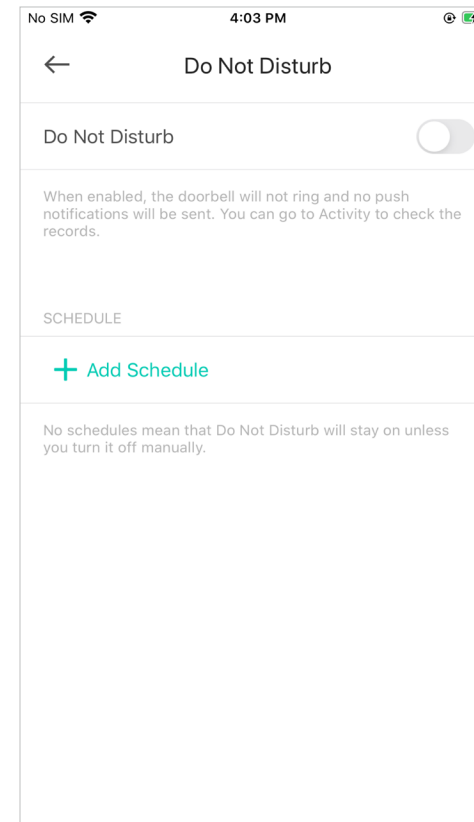 No SIM 4:03 PM
Do Not Disturb
Do Not Disturb
When enabled, the doorbell will not ring and no push
notifications will be sent. You can go to Activity to check the
records.
SCHEDULE
+ Add Schedule
No schedules mean that Do Not Disturb will stay on unless
you turn it off manually.